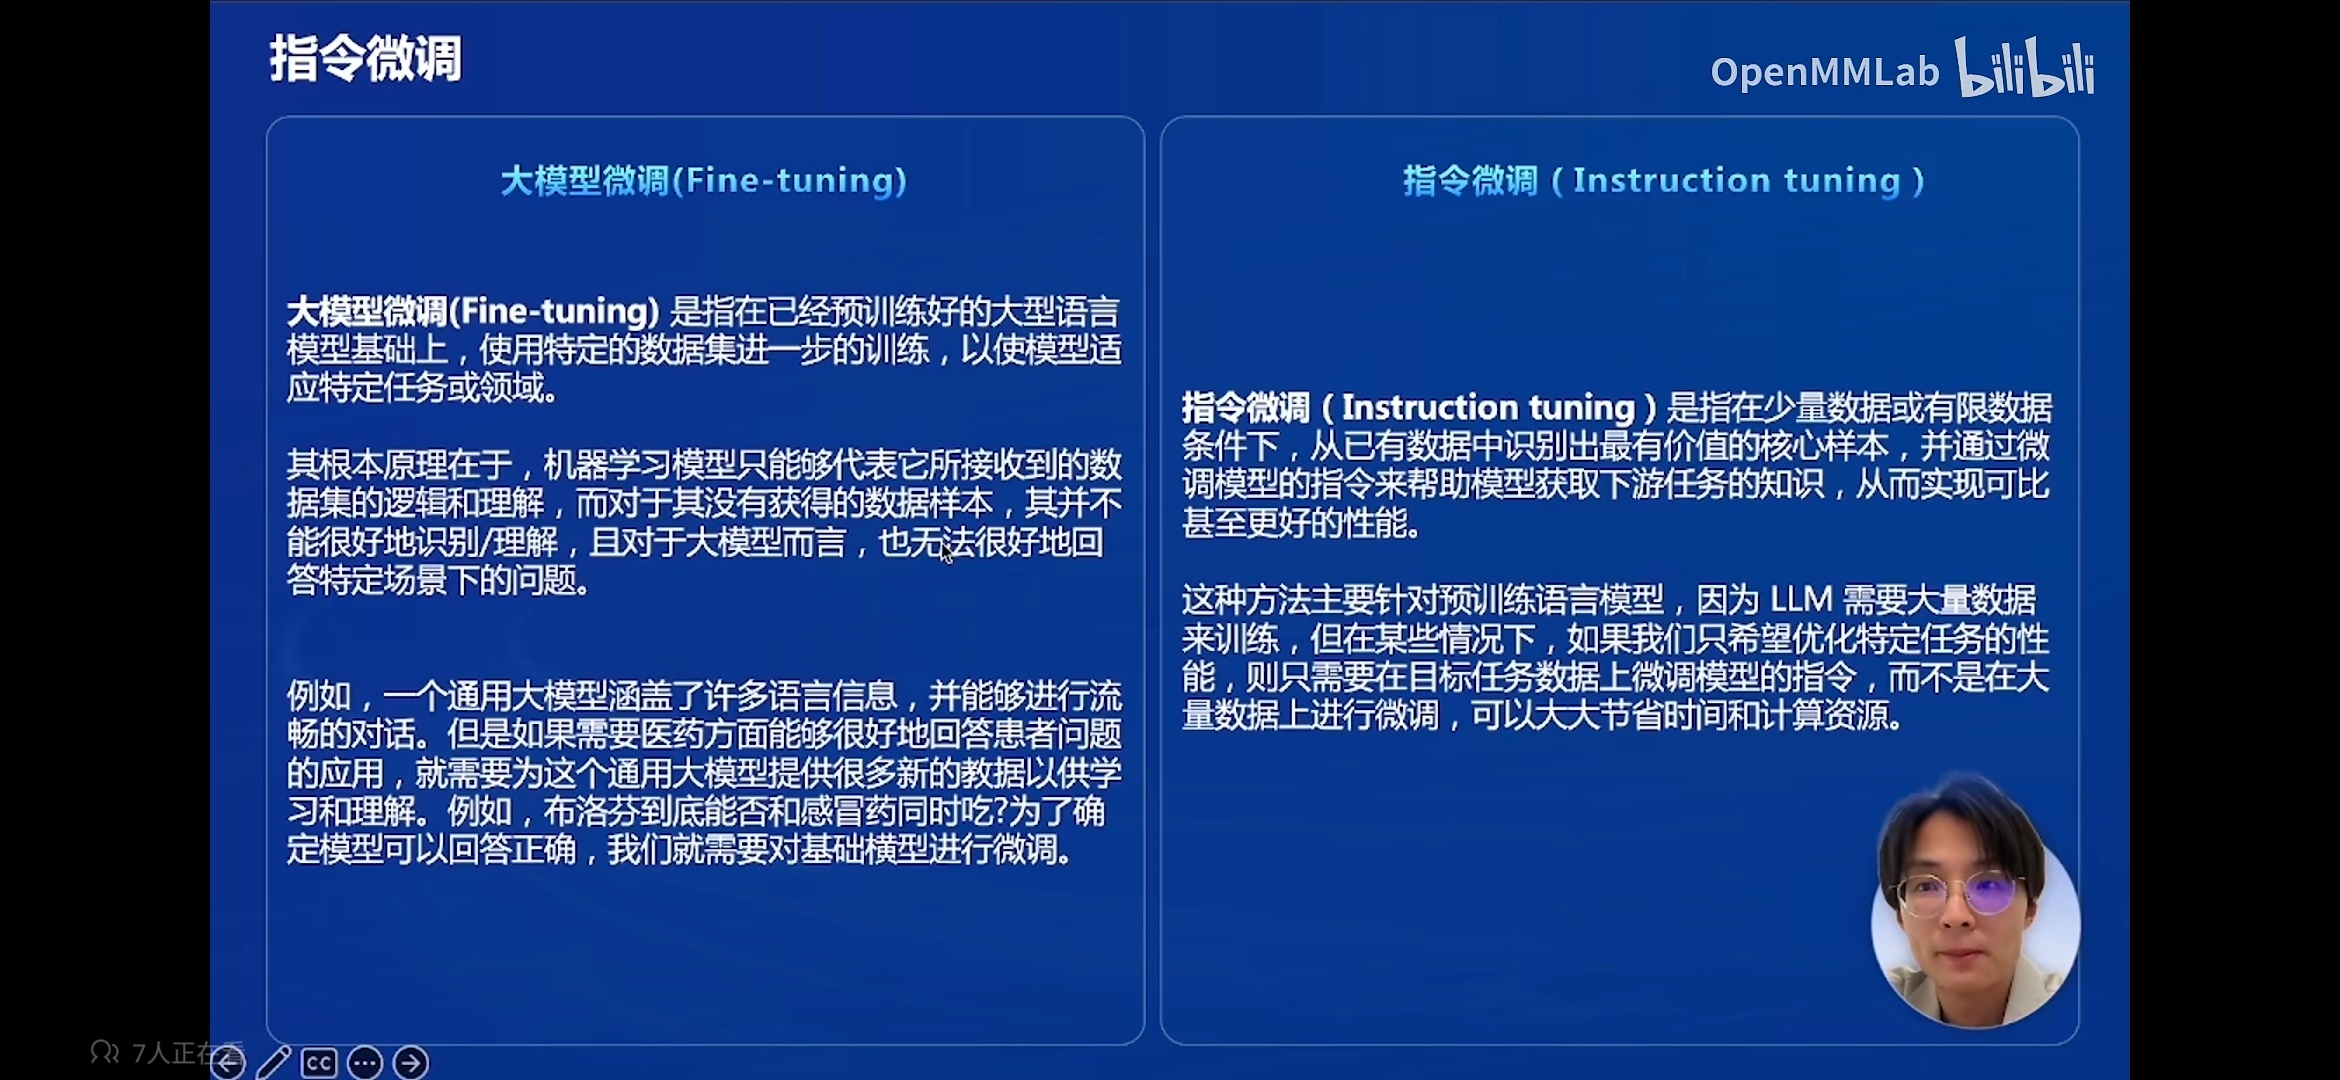 指令微调
OpenMMLab bilibili
大模型微调(Fine-tuning)
大模型微调(Fine-tuning) 是指在已经预训练好的大型语言
模型基础上，使用特定的数据集进一步的训练，以使模型适
应特定任务或领域。
其根本原理在于，机器学习模型只能够代表它所接收到的数
据集的逻辑和理解，而对于其没有获得的数据样本，其并不
能很好地识别/理解，且对于大模型而言，也无法很好地回
答特定场景下的问题。
例如，一个通用大模型涵盖了许多语言信息，并能够进行流
畅的对话。但是如果需要医药方面能够很好地回答患者问题
的应用，就需要为这个通用大模型提供很多新的教据以供学
习和理解。例如，布洛芬到底能否和感冒药同时吃?为了确
定模型可以回答正确，我们就需要对基础横型进行微调。
指令微调（Instruction tuning）
指令微调（Instruction tuning）是指在少量数据或有限数据
条件下，从已有数据中识别出最有价值的核心样本，并通过微
调模型的指令来帮助模型获取下游任务的知识，从而实现可比
甚至更好的性能。
这种方法主要针对预训练语言模型，因为 LLM 需要大量数据
来训练，但在某些情况下，如果我们只希望优化特定任务的性
能，则只需要在目标任务数据上微调模型的指令，而不是在大
量数据上进行微调，可以大大节省时间和计算资源。
7人正在看
CC